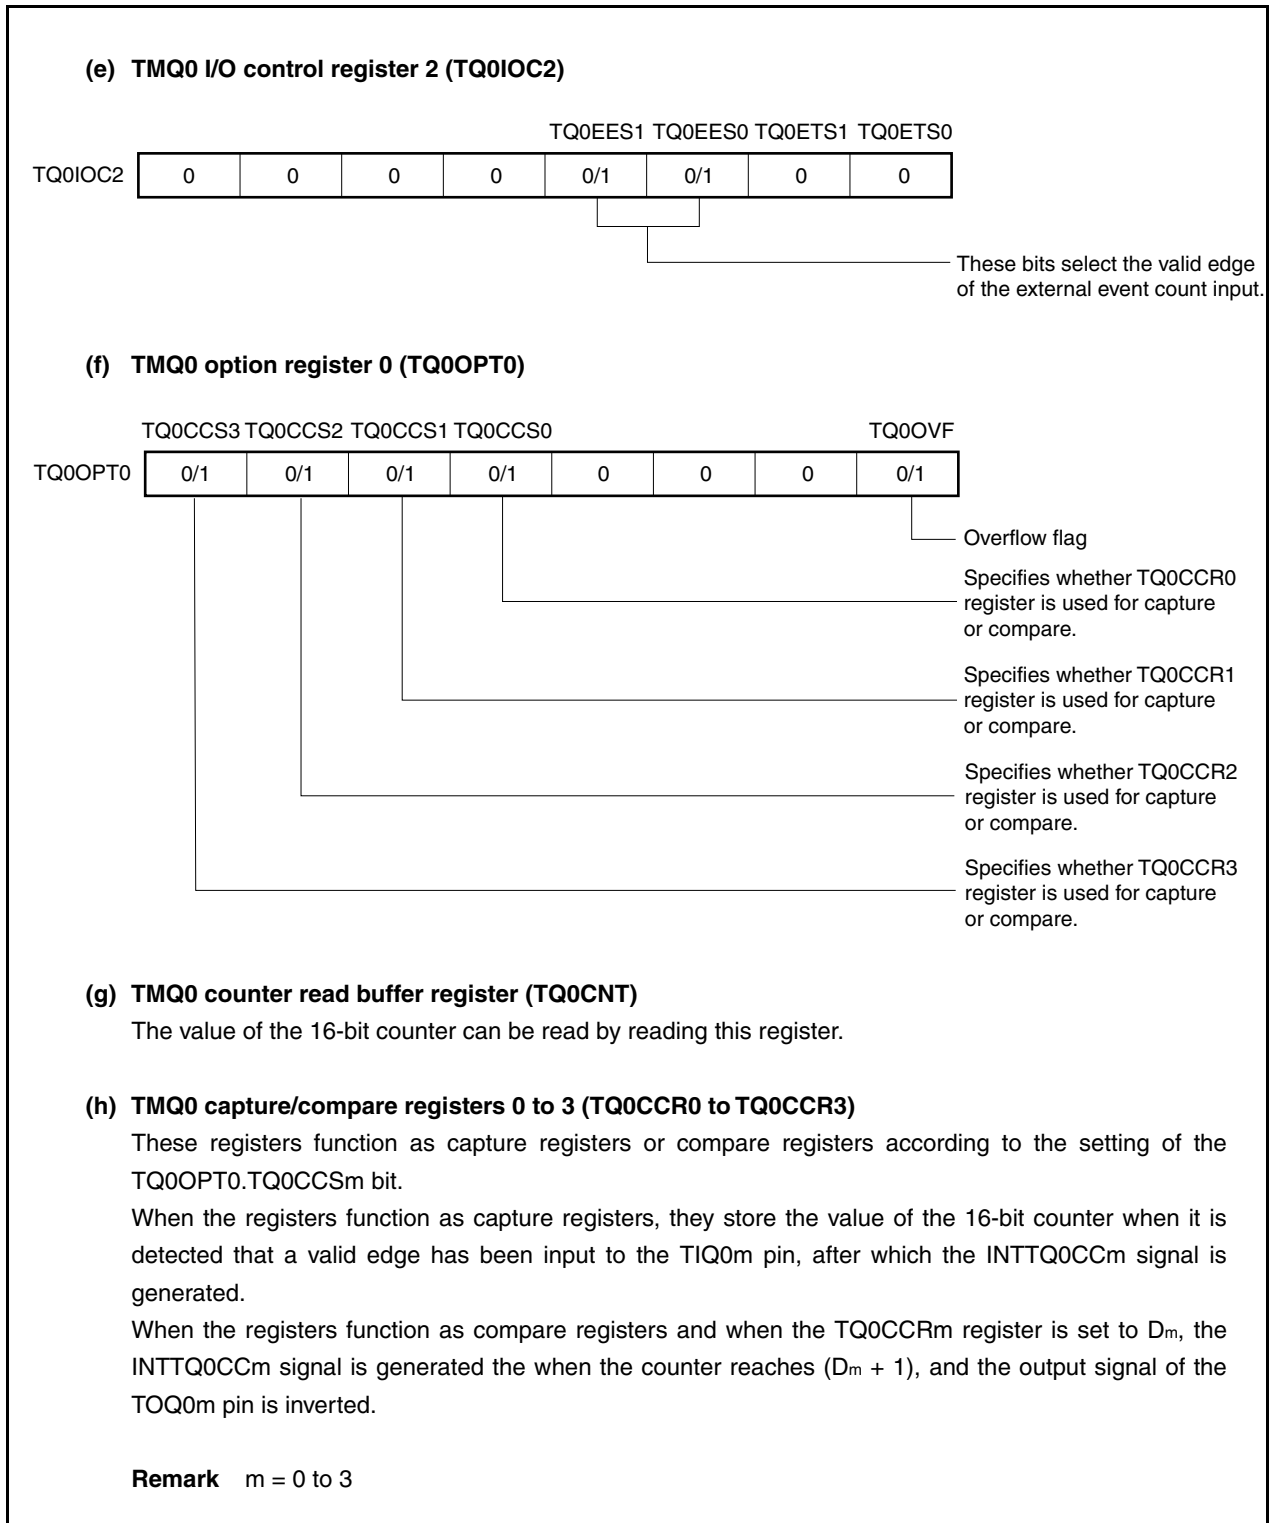 (e) TMQ0 I/O control register 2 (TQ0IOC2)
TQ0EES1 TQ0EES0 TQ0ETS1 TQ0ETS0
TQ0IOC2 0 0 0 0 0/1 0/1 0 0
These bits select the valid edge
of the external event count input.
(f) TMQ0 option register 0 (TQ0OPT0)
TQ0CCS3 TQ0CCS2 TQ0CCS1 TQ0CCS0 TQ0OVF
TQ0OPT0 0/1 0/1 0/1 0/1 0 0 0 0/1
Overflow flag
Specifies whether TQ0CCR0
register is used for capture
or compare.
Specifies whether TQ0CCR1
register is used for capture
or compare.
Specifies whether TQ0CCR2
register is used for capture
or compare.
Specifies whether TQ0CCR3
register is used for capture
or compare.
(g) TMQ0 counter read buffer register (TQ0CNT)
The value of the 16-bit counter can be read by reading this register.
(h) TMQ0 capture/compare registers 0 to 3 (TQ0CCR0 to TQ0CCR3)
These registers function as capture registers or compare registers according to the setting of the
TQ0OPT0.TQ0CCSm bit.
When the registers function as capture registers, they store the value of the 16-bit counter when it is
detected that a valid edge has been input to the TIQ0m pin, after which the INTTQ0CCm signal is
generated.
When the registers function as compare registers and when the TQ0CCRm register is set to Dm, the
INTTQ0CCm signal is generated the when the counter reaches (Dm + 1), and the output signal of the
TOQ0m pin is inverted.
Remark m = 0 to 3